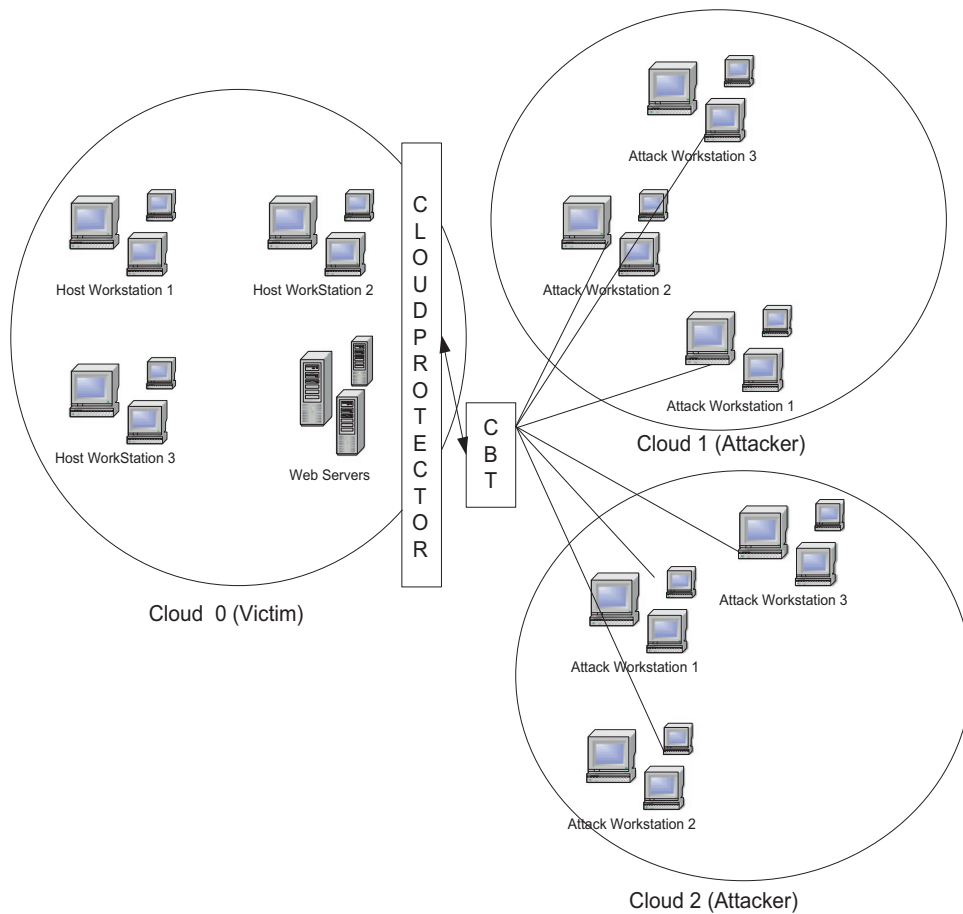 Host Workstation 1
Host WorkStation 2
Host WorkStation 3
Web Servers
Cloud 0 (Victim)
CLOUDPROTECTOR
CBT
Attack Workstation 3
Attack Workstation 2
Attack Workstation 1
Cloud 1 (Attacker)
Attack Workstation 3
Attack Workstation 1
Attack Workstation 2
Cloud 2 (Attacker)